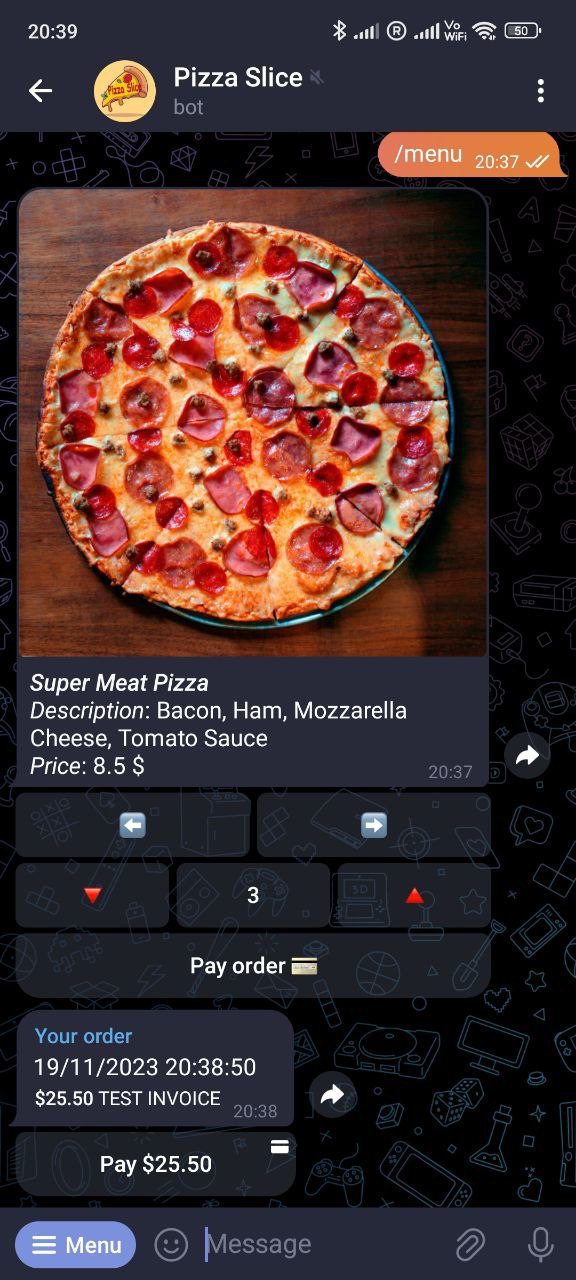 20:39
R
Vo
WiFi
50
Pizza Slice
Pizza Slice
bot
/menu 20:37
Super Meat Pizza
Description: Bacon, Ham, Mozzarella
Cheese, Tomato Sauce
Price: 8.5 $
20:37
3
Pay order
Your order
19/11/2023 20:38:50
$25.50 TEST INVOICE
20:38
Pay $25.50
Menu
Message